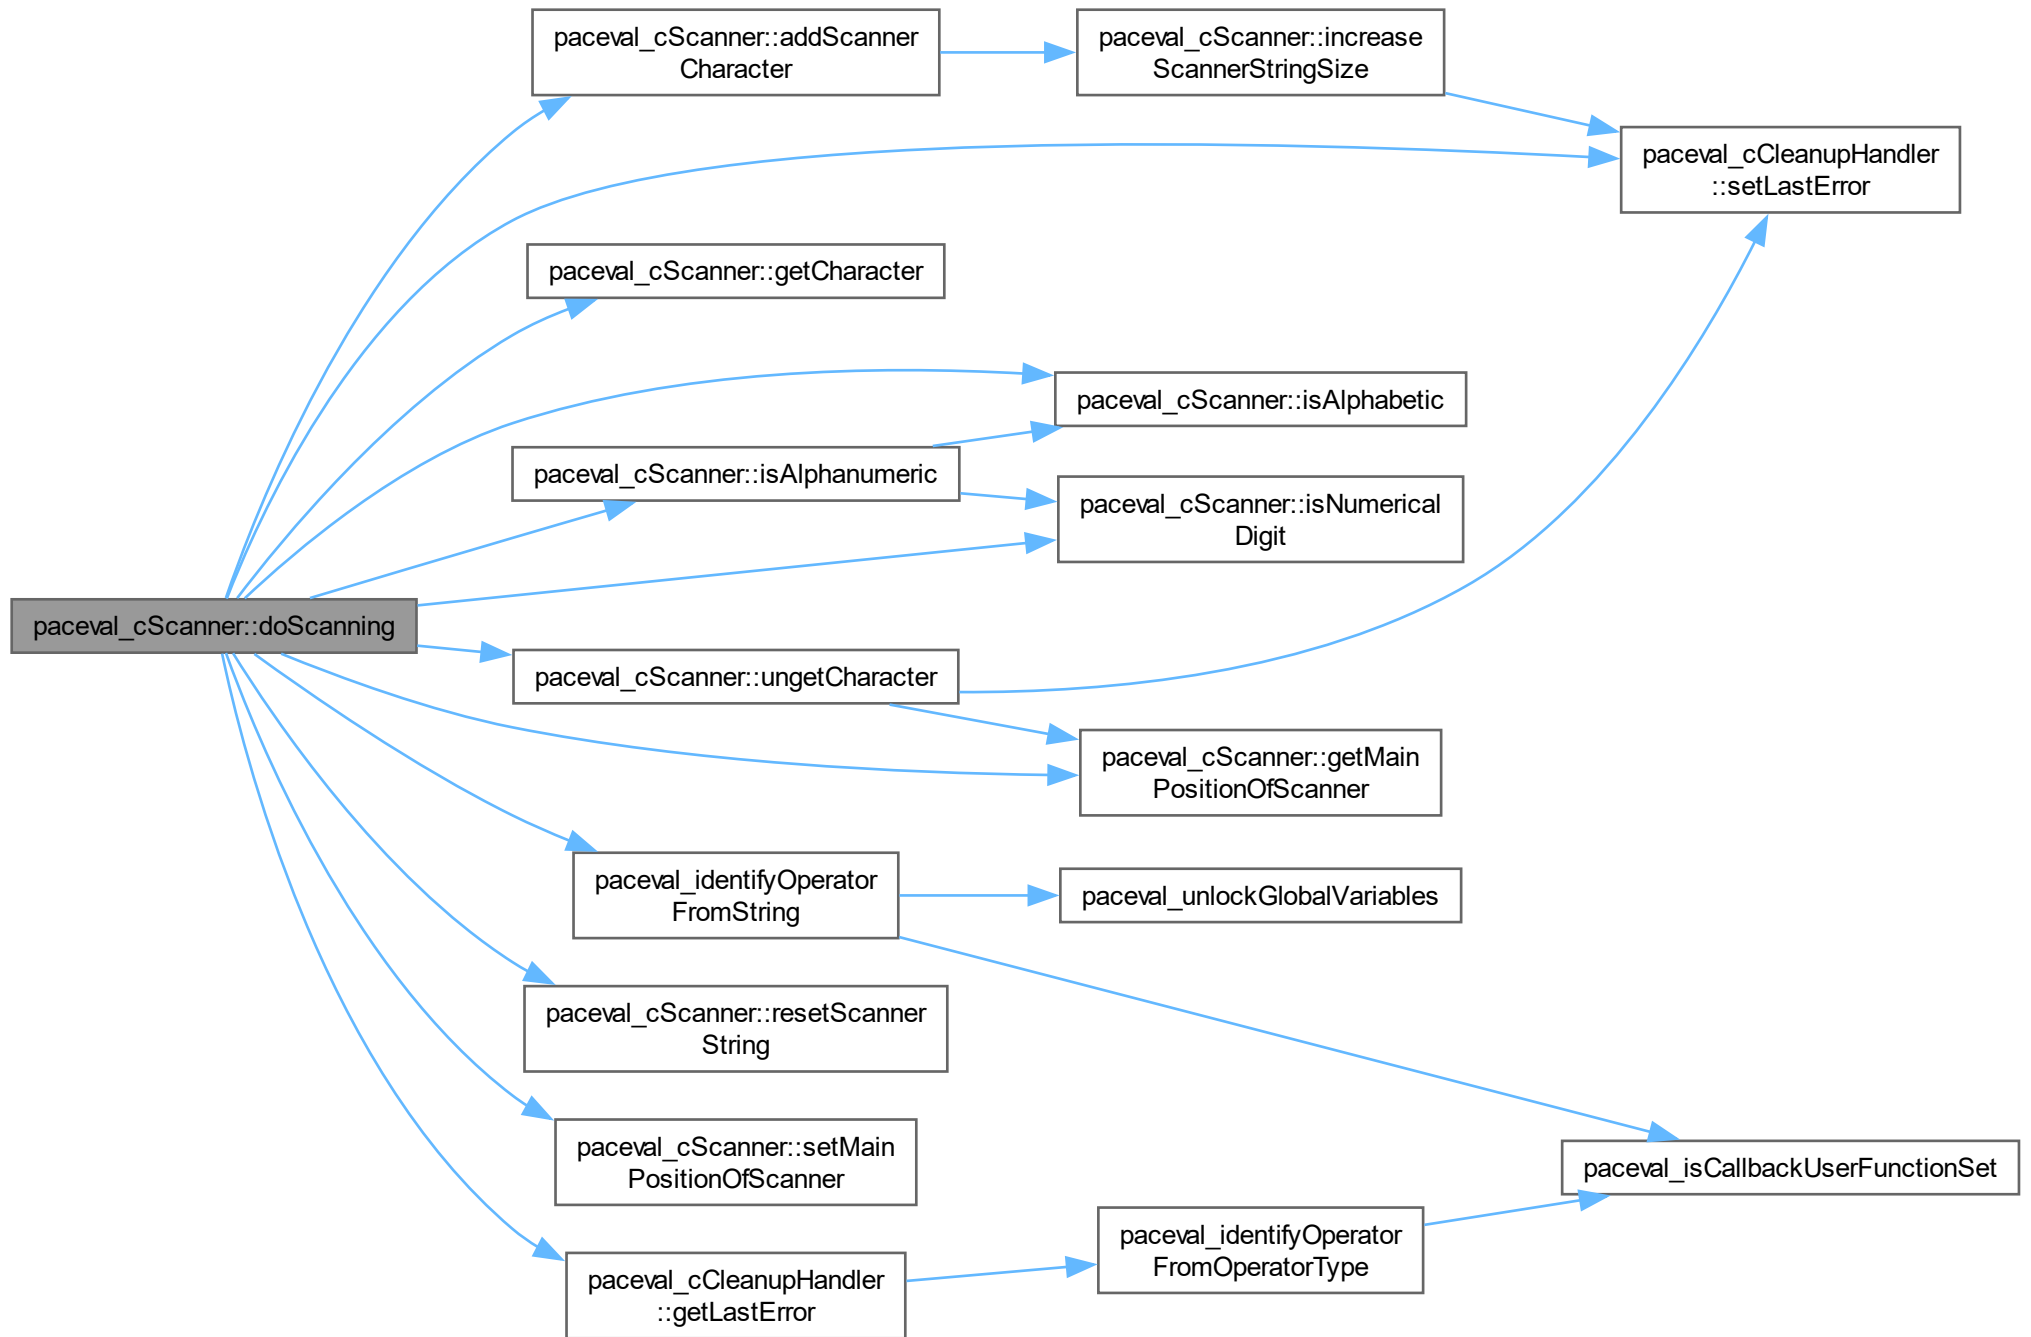 paceval_cScanner::addScanner
Character
paceval_cScanner::increase
ScannerStringSize
paceval_cCleanupHandler
::setLastError
paceval_cScanner::getCharacter
paceval_cScanner::isAlphabetic
paceval_cScanner::isAlphanumeric
paceval_cScanner::isNumerical
Digit
paceval_cScanner::doScanning
paceval_cScanner::ungetCharacter
paceval_cScanner::getMain
PositionOfScanner
paceval_identifyOperator
FromString
paceval_unlockGlobalVariables
paceval_cScanner::resetScanner
String
paceval_cScanner::setMain
PositionOfScanner
paceval_isCallbackUserFunctionSet
paceval_identifyOperator
FromOperatorType
paceval_cCleanupHandler
::getLastError